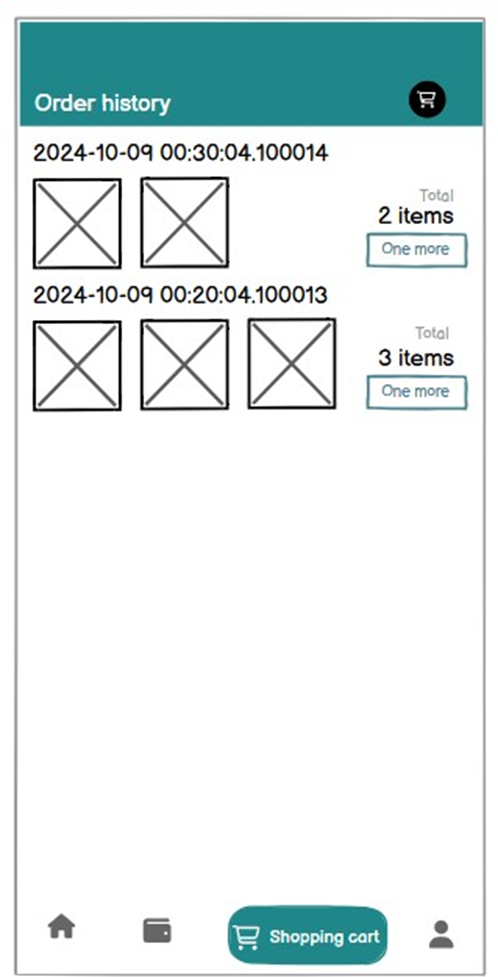 Order history
2024-10-09 00:30:04.100014
Total
2 items
One more
2024-10-09 00:20:04.100013
Total
3 items
One more
Shopping cart